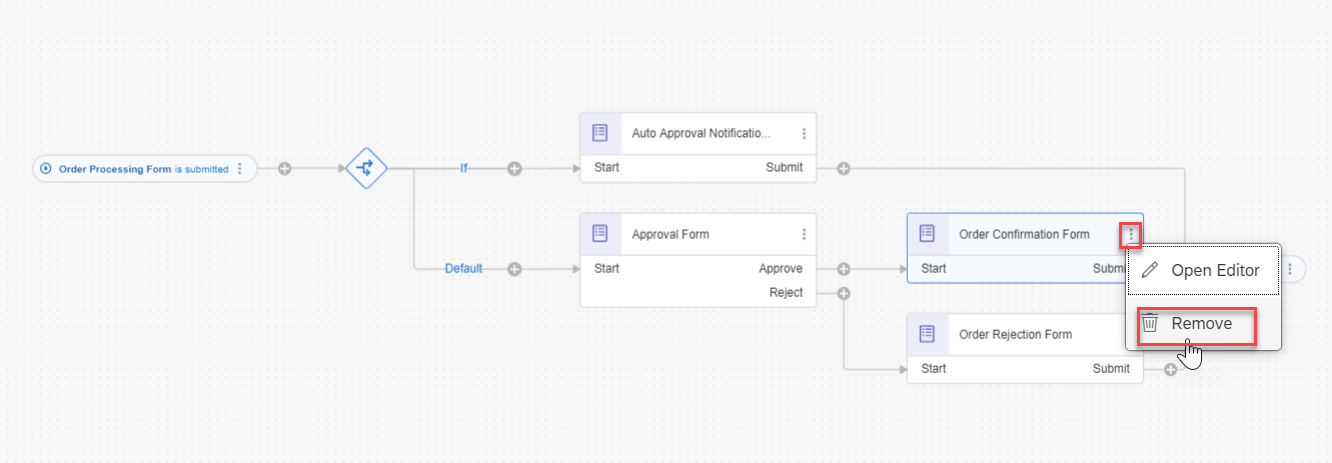 Order Processing Form is submitted
If
Default
Auto Approval Notificatio...
Start Submit
Approval Form
Start Approve
Reject
Order Confirmation Form
Start
Open Editor
Remove
Order Rejection Form
Start Submit